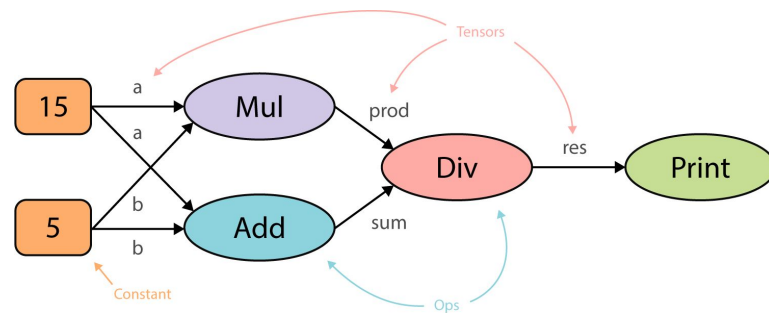 Tensors
15
a
Mul
prod
a
Div
res
Print
5
b
b
Add
sum
Constant
Ops